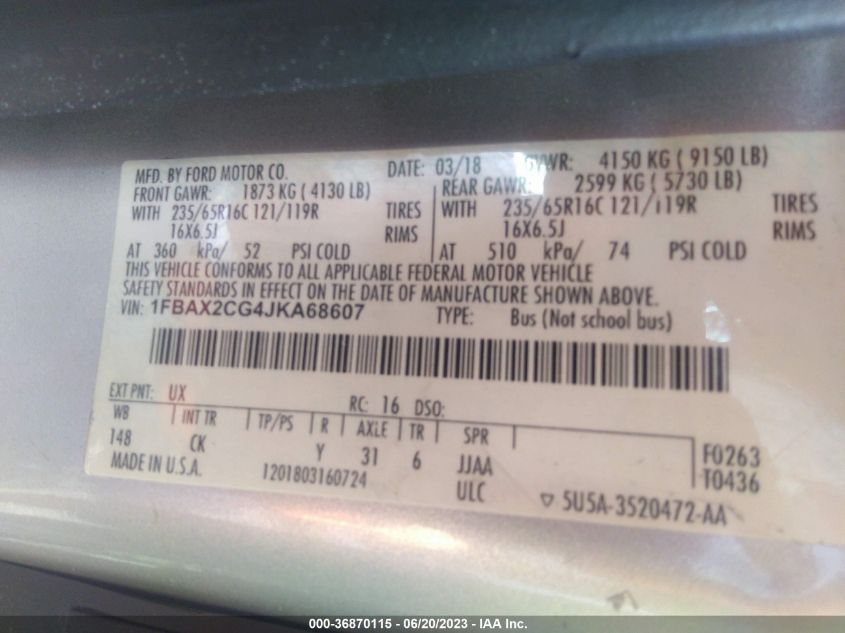 MFD. BY FORD MOTOR CO. DATE: 03/18 GVWR: 4150 KG ( 9150 LB)
FRONT GAWR: 1873 KG ( 4130 LB) REAR GAWR: 2599 KG ( 5730 LB)
WITH 235/65R16C 121/119R TIRES WITH 235/65R16C 121/119R TIRES
16X6.5J RIMS 16X6.5J RIMS
AT 360 kPa/ 52 PSI COLD AT 510 kPa/ 74 PSI COLD
THIS VEHICLE CONFORMS TO ALL APPLICABLE FEDERAL MOTOR VEHICLE
SAFETY STANDARDS IN EFFECT ON THE DATE OF MANUFACTURE SHOWN ABOVE.
VIN: 1FBAX2CG4JKA68607 TYPE: Bus (Not school bus)
EXT PNT: UX RC: 16 DSO:
WB INT TR TP/PS R AXLE TR SPR
148 CK Y 31 6 JJAA F0263
MADE IN U.S.A. 1201803160724 ULC T0436
5U5A-3520472-AA
000-36870115 - 06/20/2023 - IAA Inc.